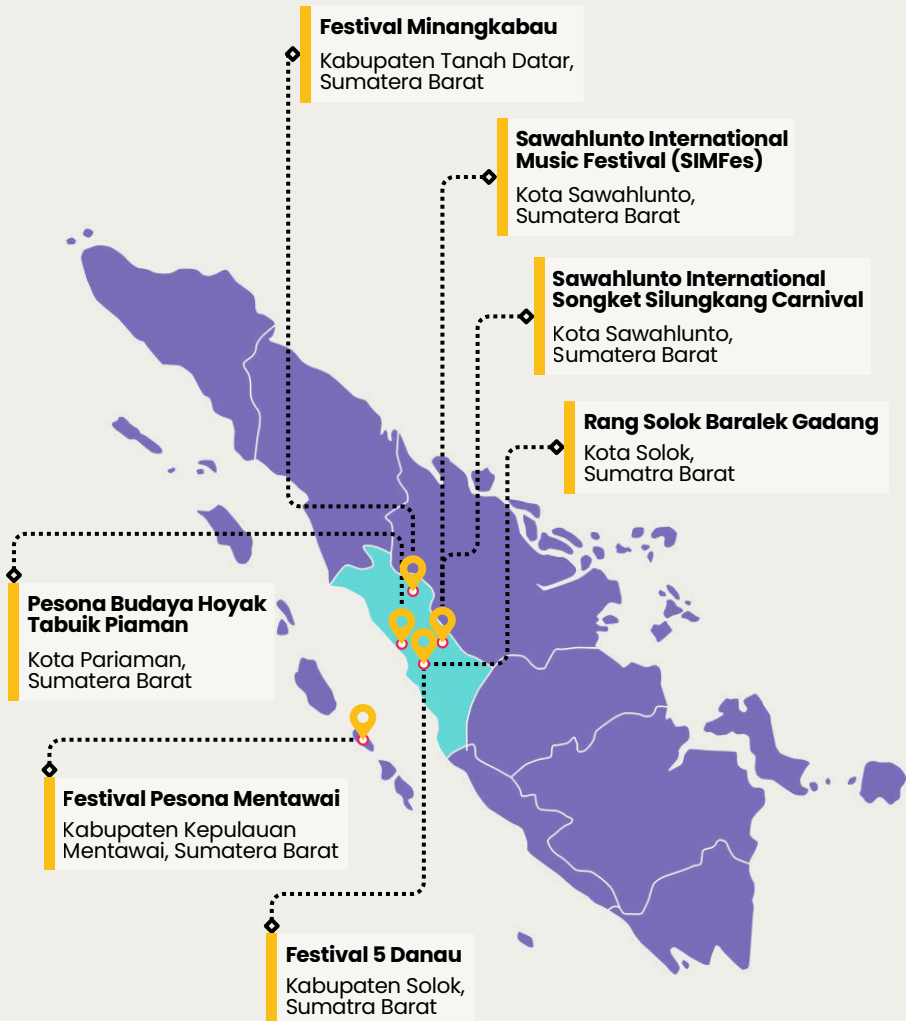 Festival Minangkabau
Kabupaten Tanah Datar,
Sumatera Barat
Sawahlunto International
Music Festival (SIMFes)
Kota Sawahlunto,
Sumatera Barat
Sawahlunto International
Songket Silungkang Carnival
Kota Sawahlunto,
Sumatera Barat
Rang Solok Baralek Gadang
Kota Solok,
Sumatra Barat
Pesona Budaya Hoyak
Tabuik Piaman
Kota Pariaman,
Sumatera Barat
Festival Pesona Mentawai
Kabupaten Kepulauan
Mentawai, Sumatera Barat
Festival 5 Danau
Kabupaten Solok,
Sumatra Barat